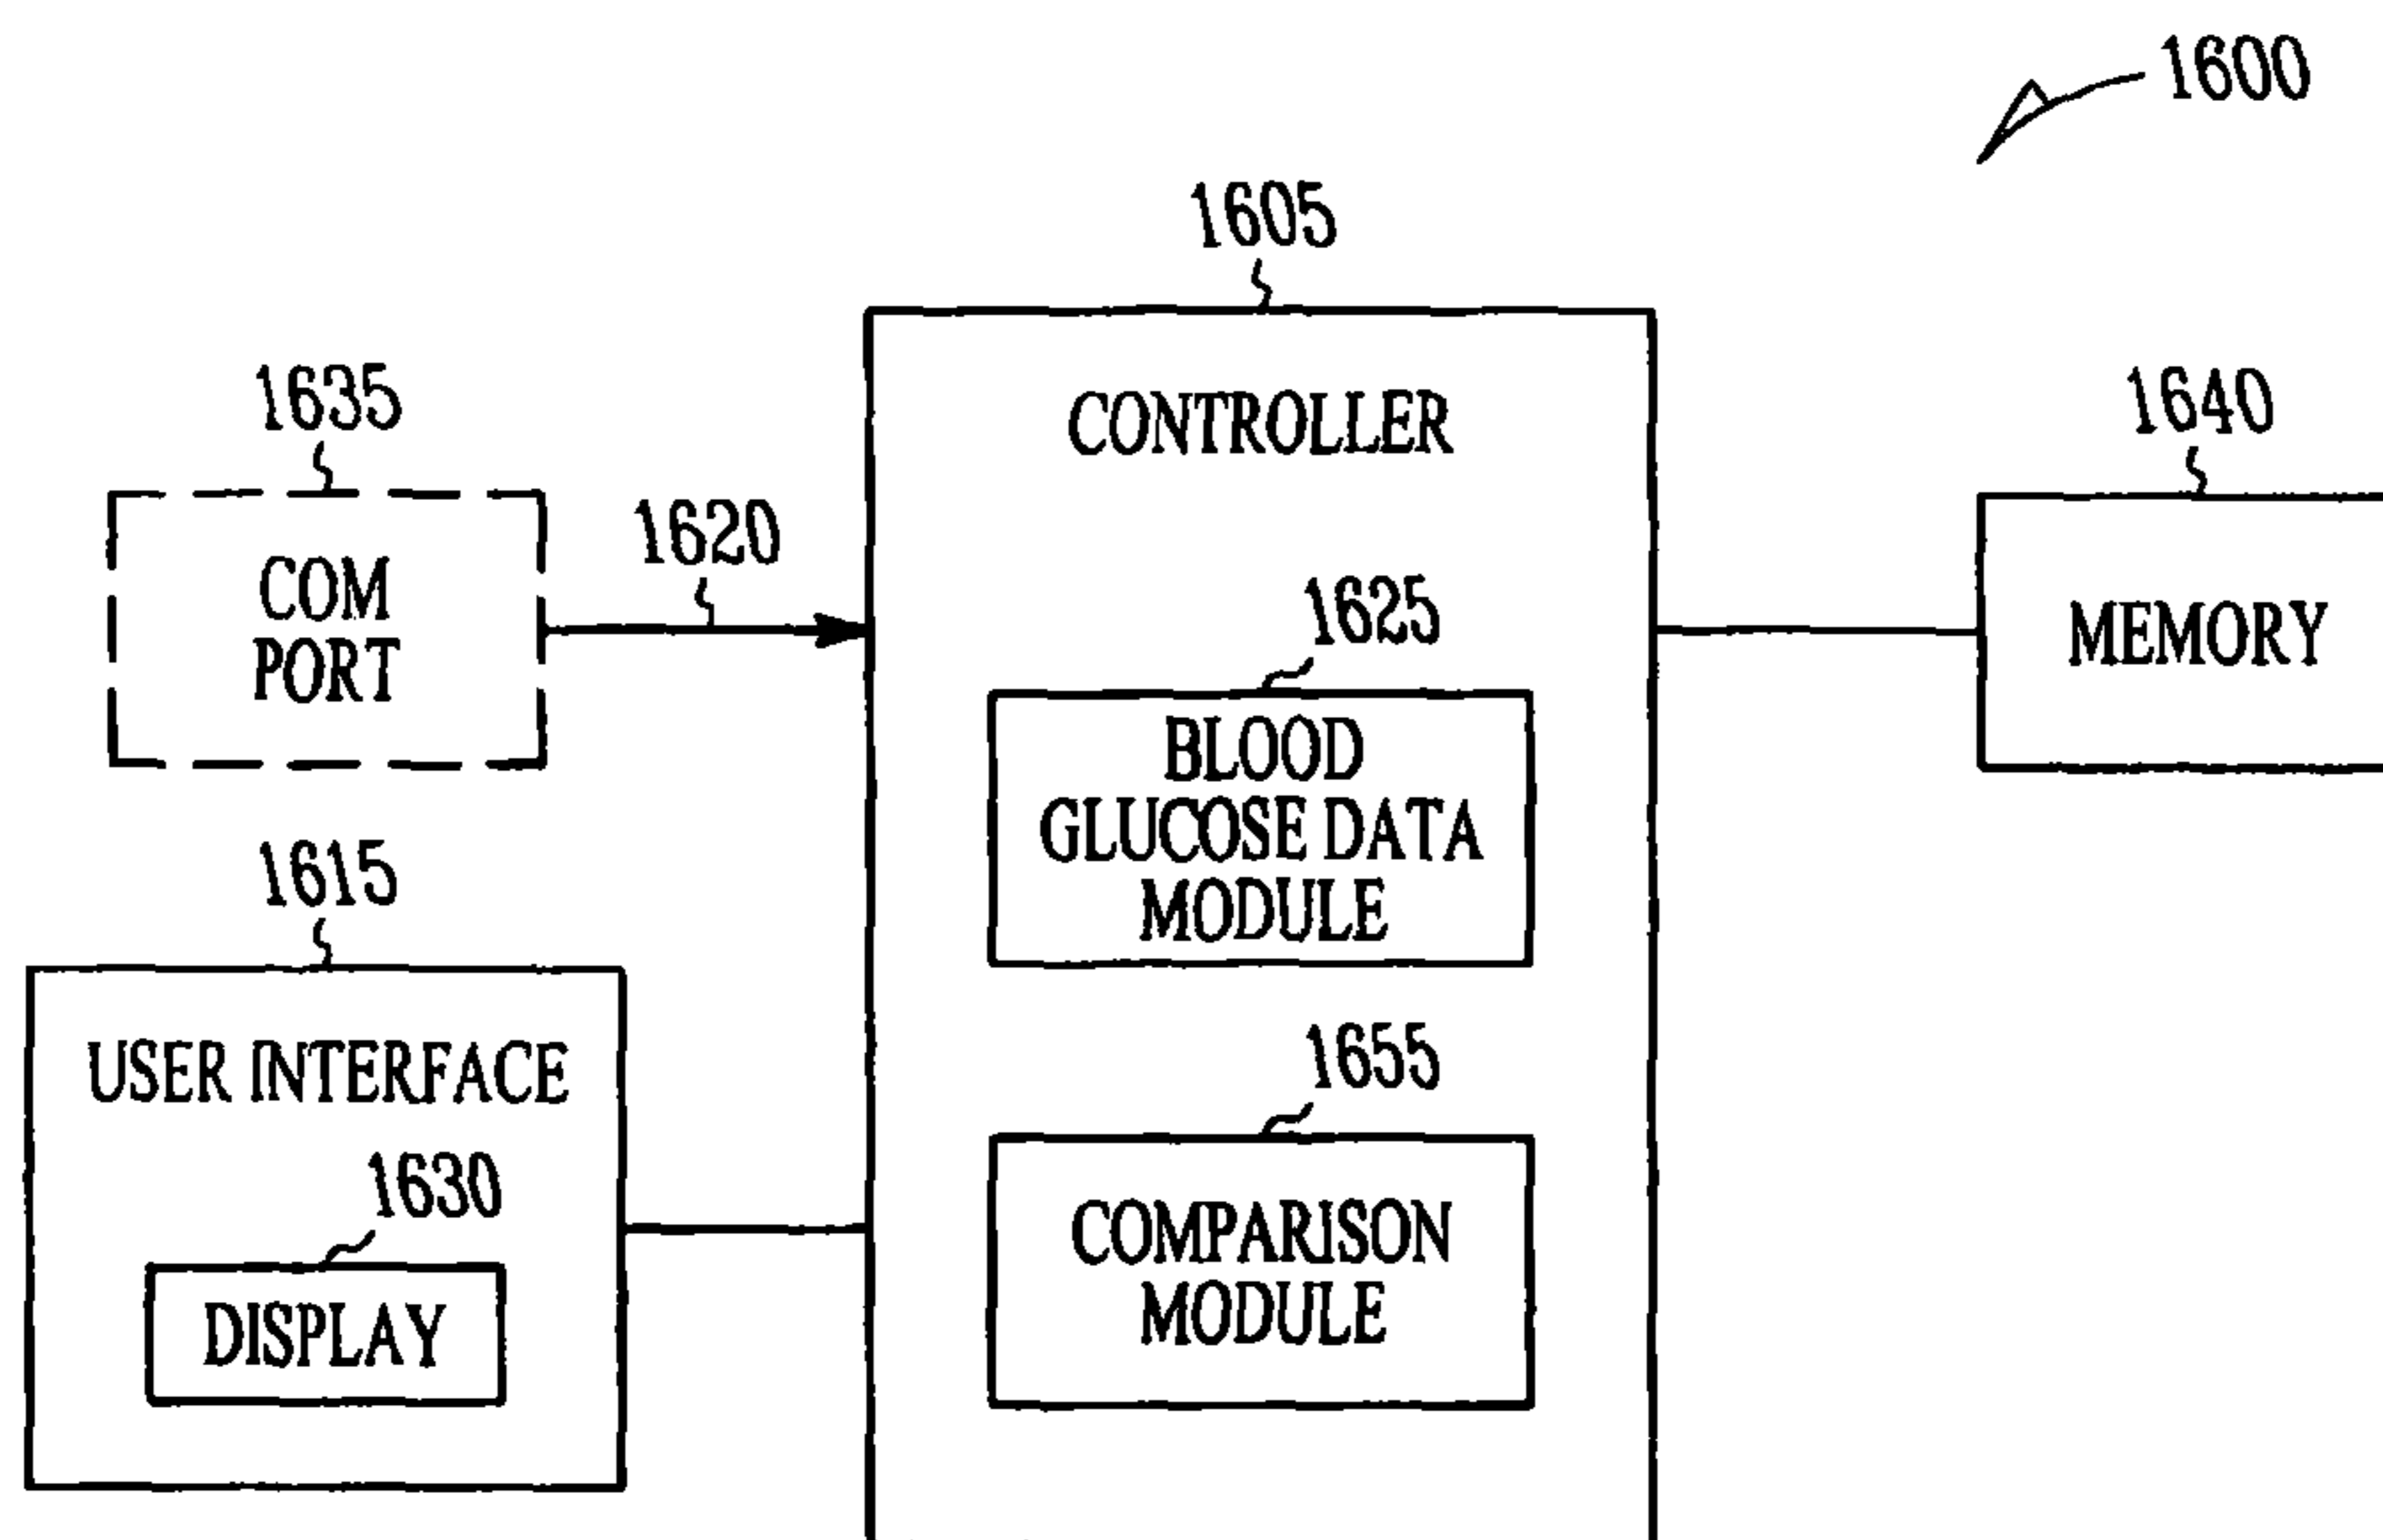 1600
1605
CONTROLLER
1635
COM
PORT
1620
1640
MEMORY
1625
BLOOD
GLUCOSE DATA
MODULE
1615
USER INTERFACE
1630
DISPLAY
1655
COMPARISON
MODULE